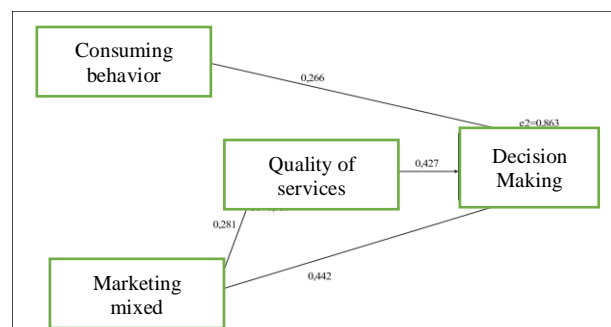 Consuming
behavior
0,266
e2=0,863
Quality of
services
0,427
Decision
Making
0,281
0,442
Marketing
mixed